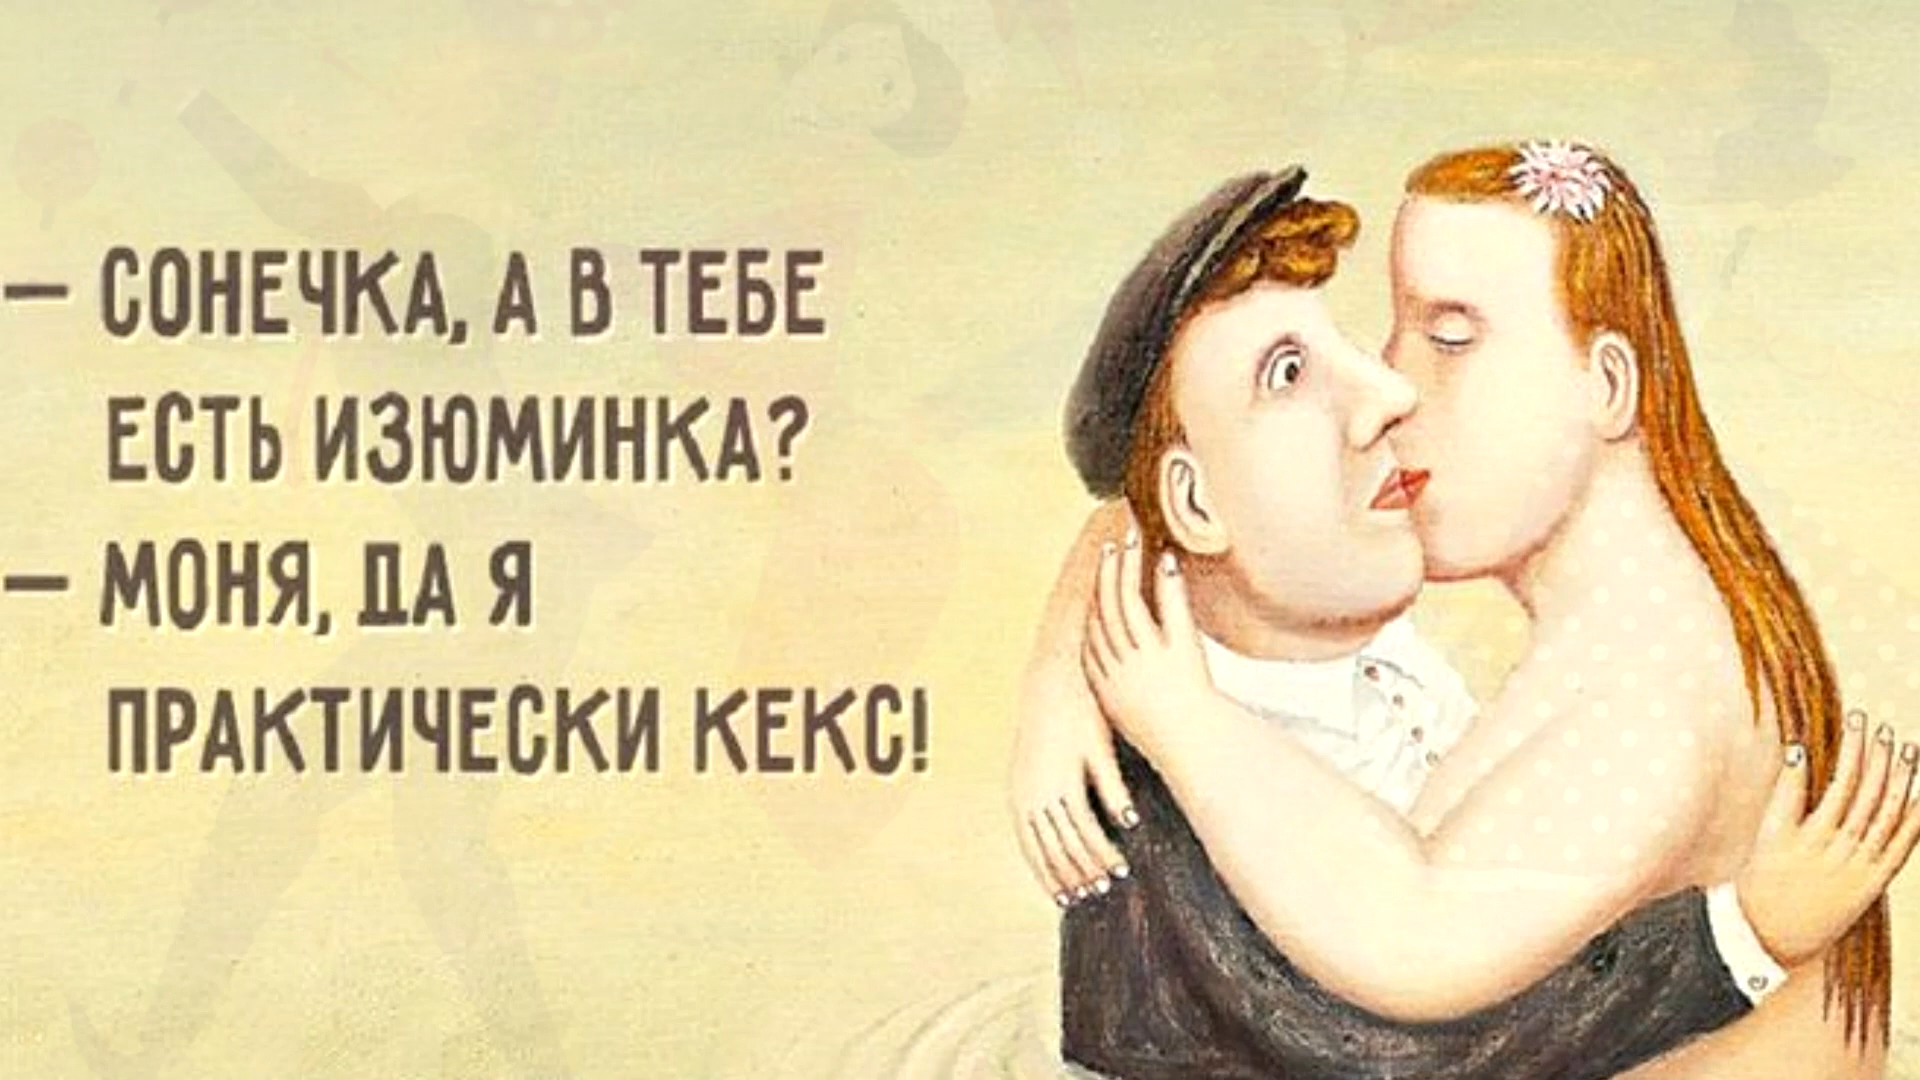 – СОНЕЧКА, А В ТЕБЕ
ЕСТЬ ИЗЮМИНКА?
– МОНЯ, ДА Я
ПРАКТИЧЕСКИ КЕКС!